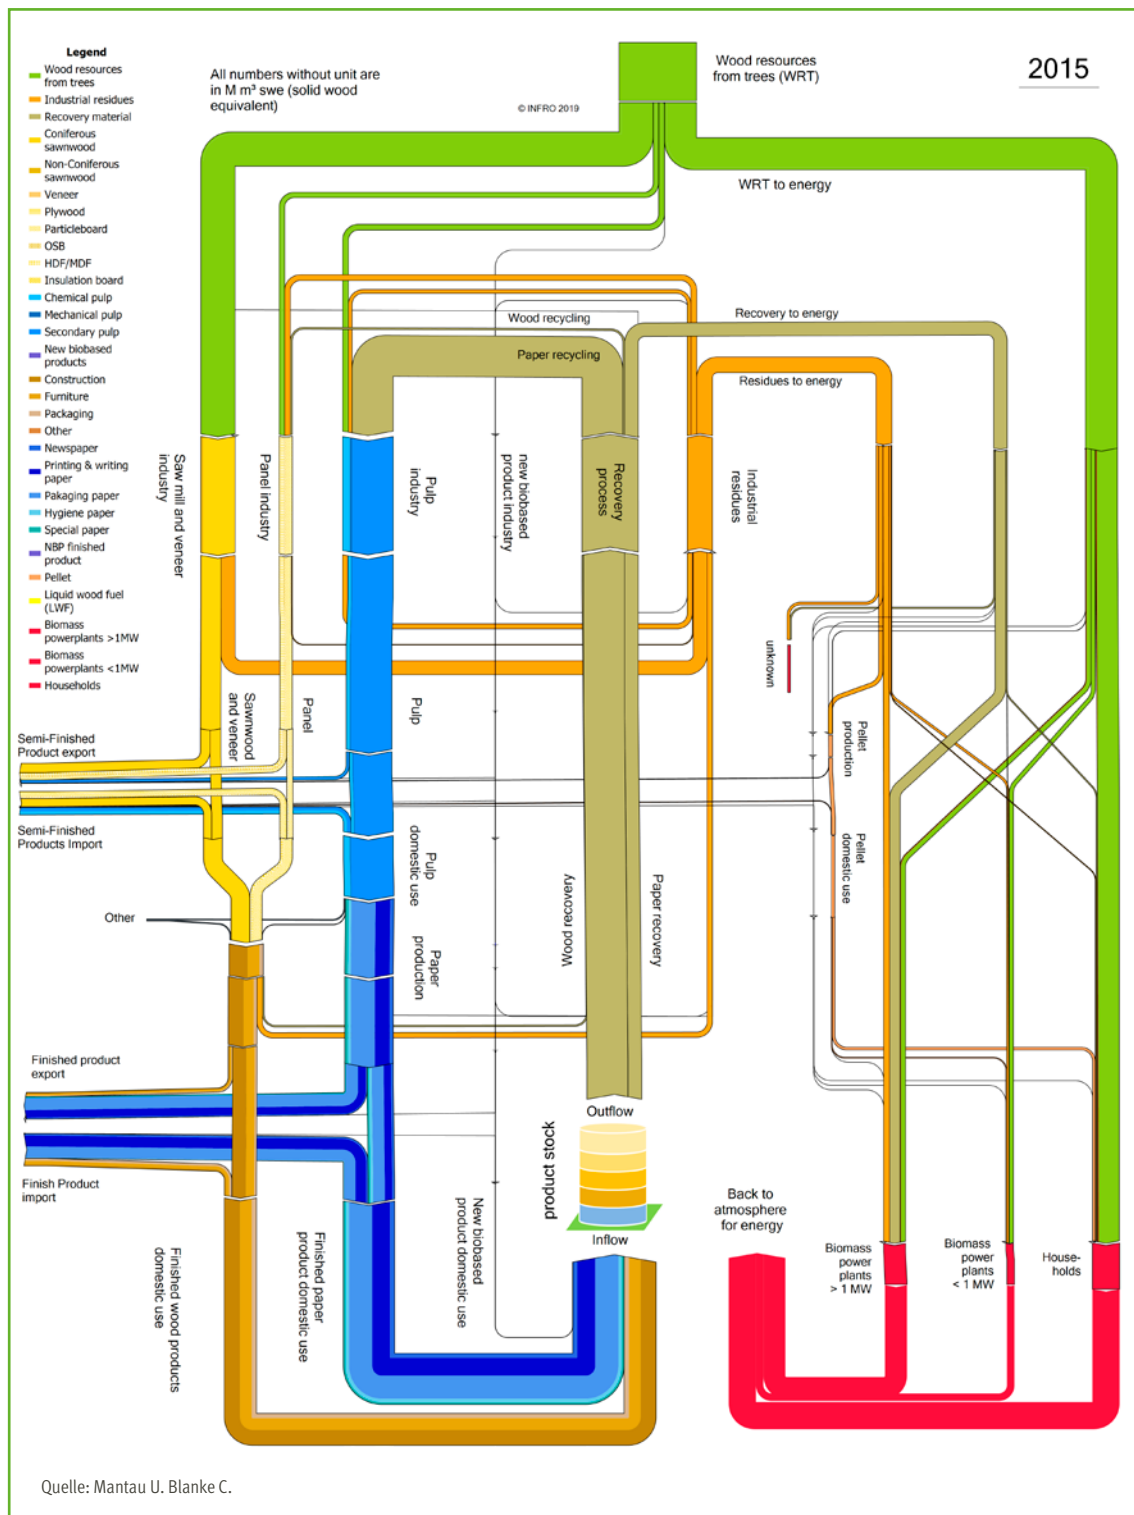 Legend
Wood resources
from trees
Industrial residues
Recovery material
Coniferous
sawnwood
Non-Coniferous
sawnwood
Veneer
Plywood
Particleboard
OSB
HDF/MDF
Insulation board
Chemical pulp
Mechanical pulp
Secondary pulp
New biobased
products
Construction
Furniture
Packaging
Other
Newspaper
Printing & writing
paper
Pakaging paper
Hygiene paper
Special paper
NBP finished
product
Pellet
Liquid wood fuel
(LWF)
Biomass
powerplants >1MW
Biomass
powerplants <1MW
Households
All numbers without unit are
in M m³ swe (solid wood
equivalent)
© INFRO 2019
Wood resources
from trees (WRT)
2015
WRT to energy
Wood recycling
Recovery to energy
Paper recycling
Residues to energy
Saw mill and veneer
industry
Panel industry
Pulp
industry
new biobased
product industry
Recovery
process
Industrial
residues
unknown
Sawnwood
and veneer
Panel
Pulp
Pellet
production
Semi-Finished
Product export
Semi-Finished
Products Import
Pulp
domestic use
Pellet
domestic use
Wood recovery
Paper recovery
Other
Paper
production
Finished product
export
Finish Product
import
Outflow
product stock
Inflow
Back to
atmosphere
for energy
Finished wood products
domestic use
Finished paper
product domestic use
New biobased
product domestic use
Biomass
power
plants
> 1 MW
Biomass
power
plants
< 1 MW
House-
holds
Quelle: Mantau U. Blanke C.